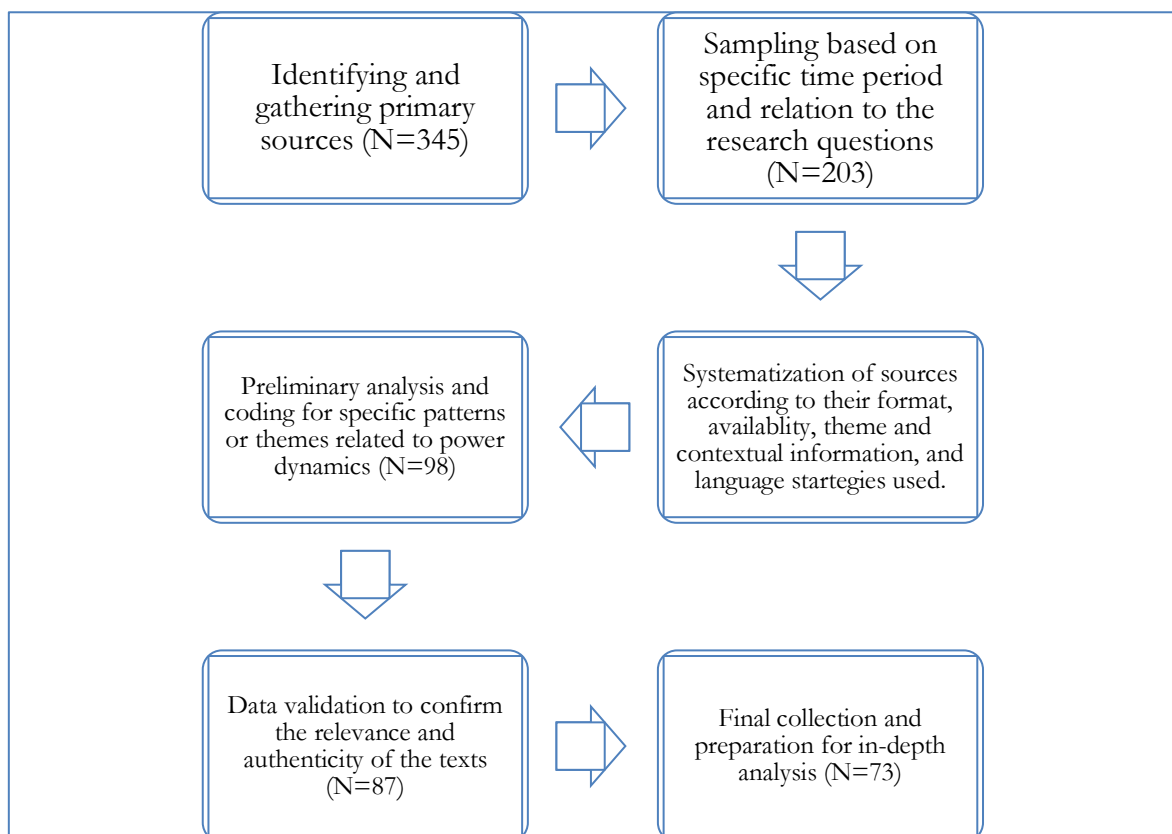 Identifying and
gathering primary
sources (N=345)
Sampling based on
specific time period
and relation to the
research questions
(N=203)
Systematization of sources
according to their format,
availablity, theme and
contextual information, and
language startegies used.
Preliminary analysis and
coding for specific patterns
or themes related to power
dynamics (N=98)
Data validation to confirm
the relevance and
authenticity of the texts
(N=87)
Final collection and
preparation for in-depth
analysis (N=73)